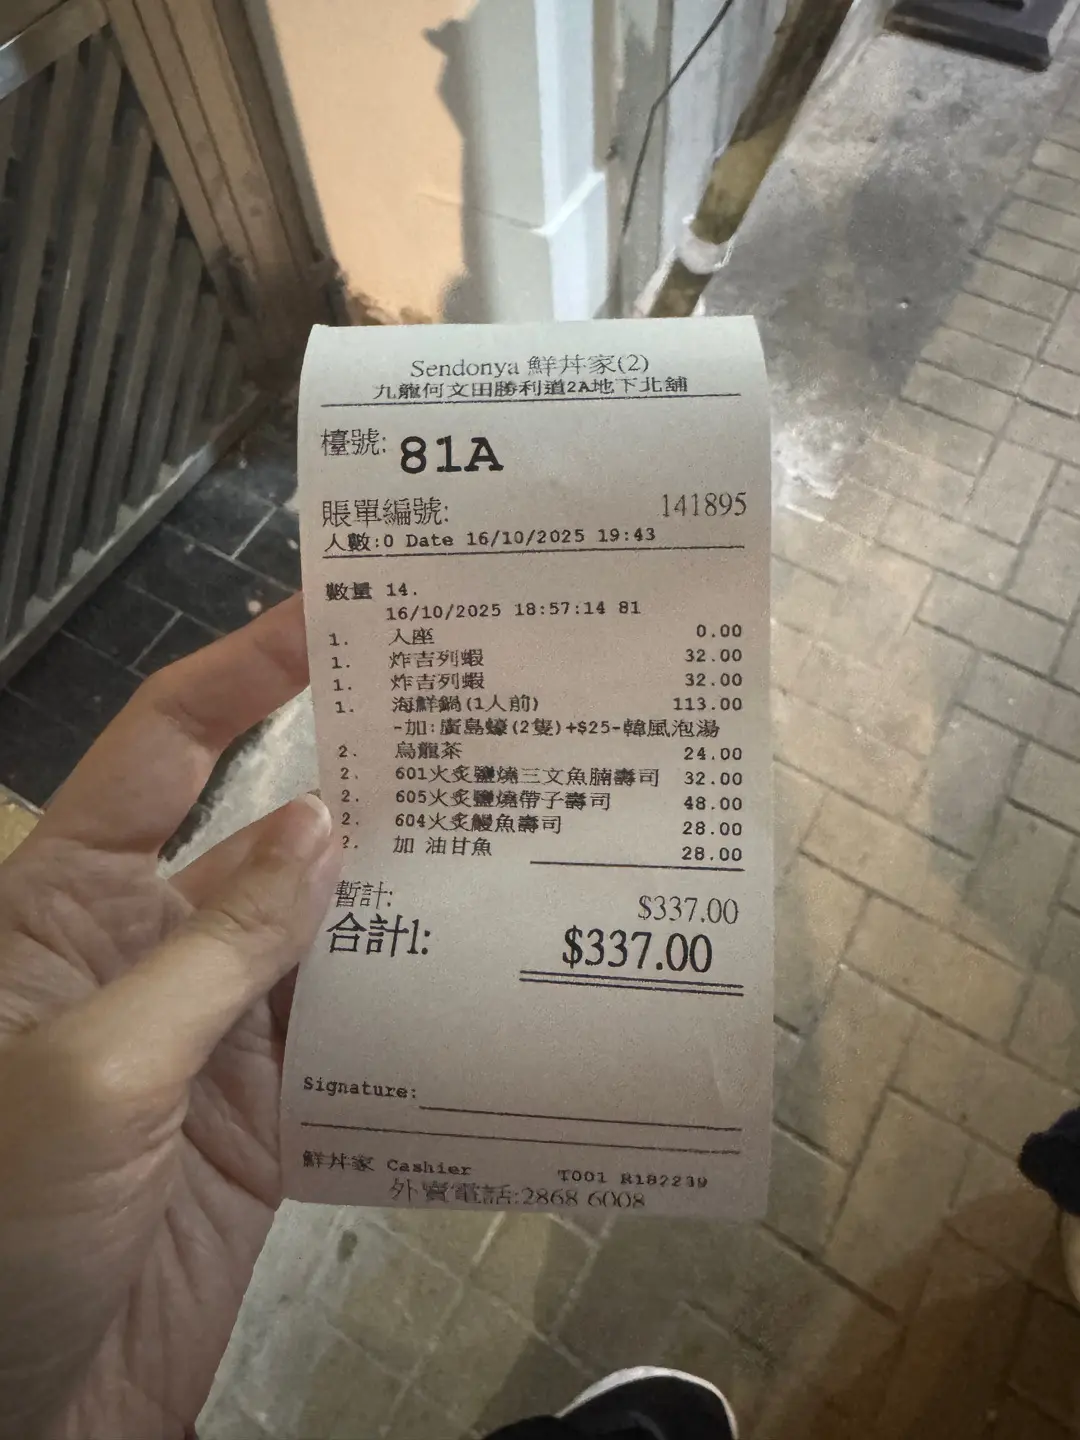 Sendonya 鮮丼家(2)
九龍何文田勝利道2A地下北舖
檯號: 81A
賬單編號: 141895
人數:0 Date 16/10/2025 19:43
數量 14.
16/10/2025 18:57:14 81
1. 入座 0.00
1. 炸吉列蝦 32.00
1. 炸吉列蝦 32.00
1. 海鮮鍋(1人前) 113.00
-加:廣島蠔(2隻)+$25-韓風泡湯
2. 烏龍茶 24.00
2. 601火炙鹽燒三文魚腩壽司 32.00
2. 605火炙鹽燒帶子壽司 48.00
2. 604火炙鰻魚壽司 28.00
2. 加 油甘魚 28.00
暫計: $337.00
合計1: $337.00
Signature:
鮮丼家 Cashier T001 R182239
外賣電話:2868 6008